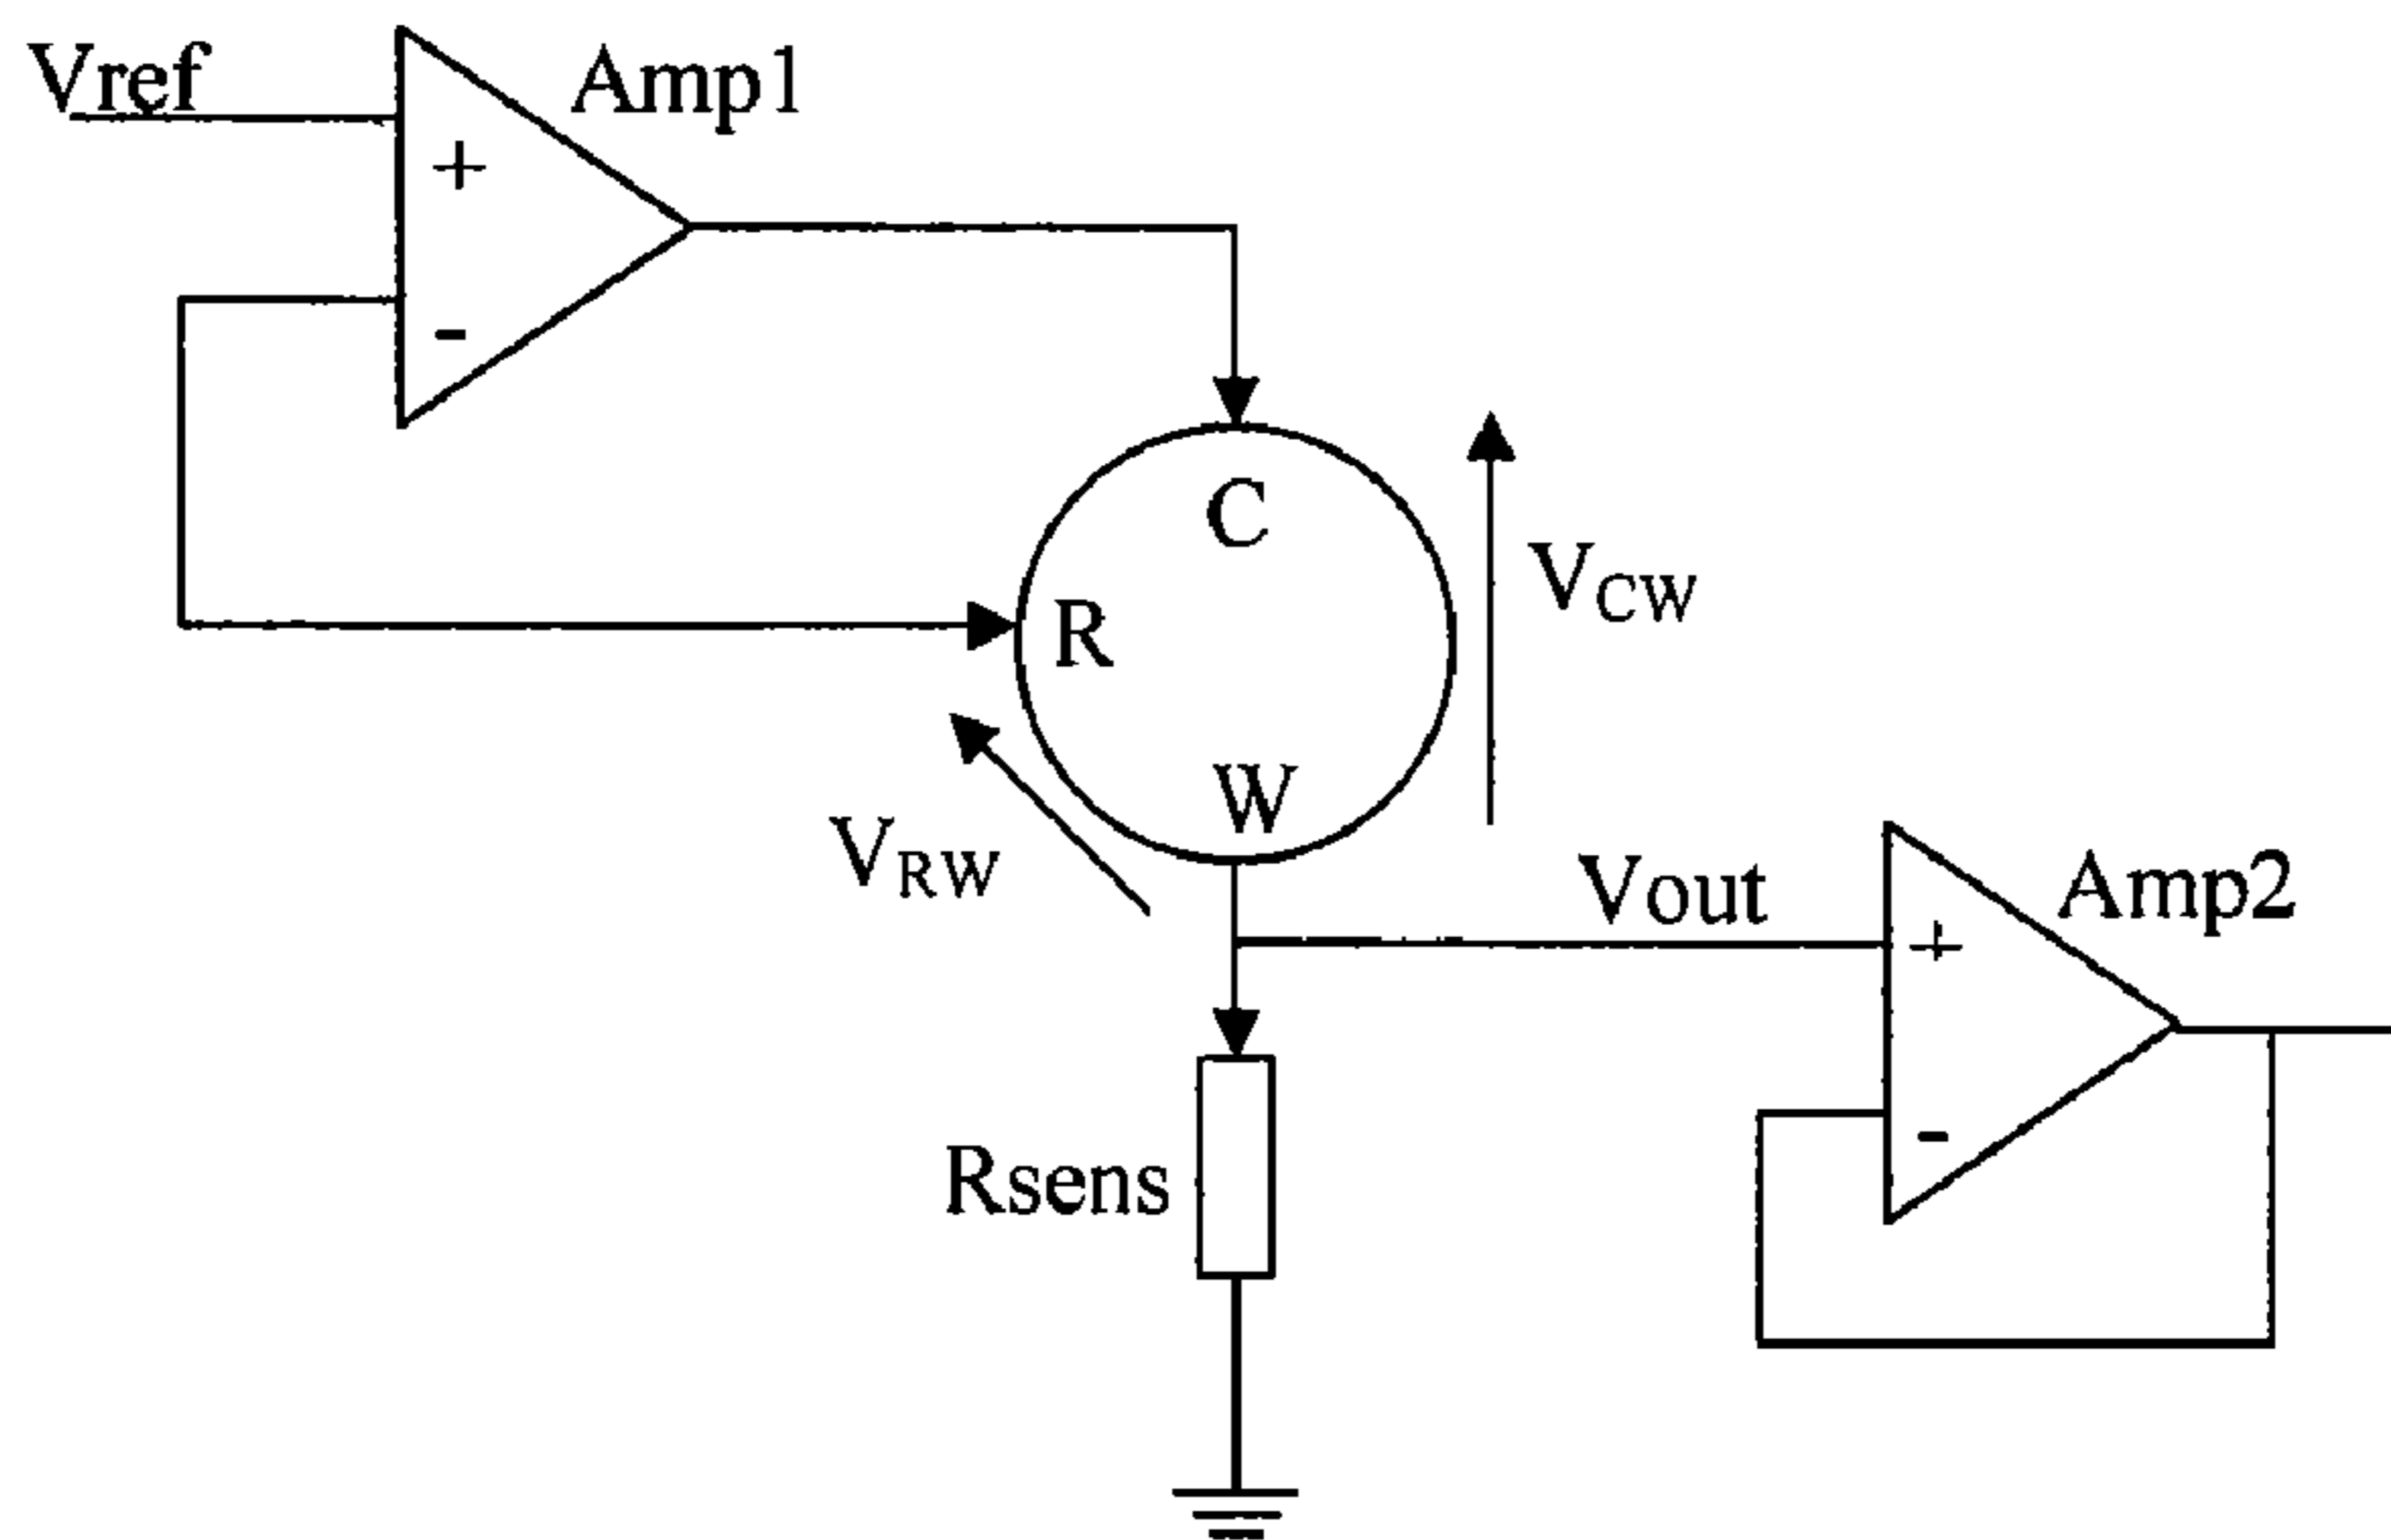 Vref
Amp1
+
-
C
R
VCW
W
VRW
Vout
Amp2
+
-
Rsens